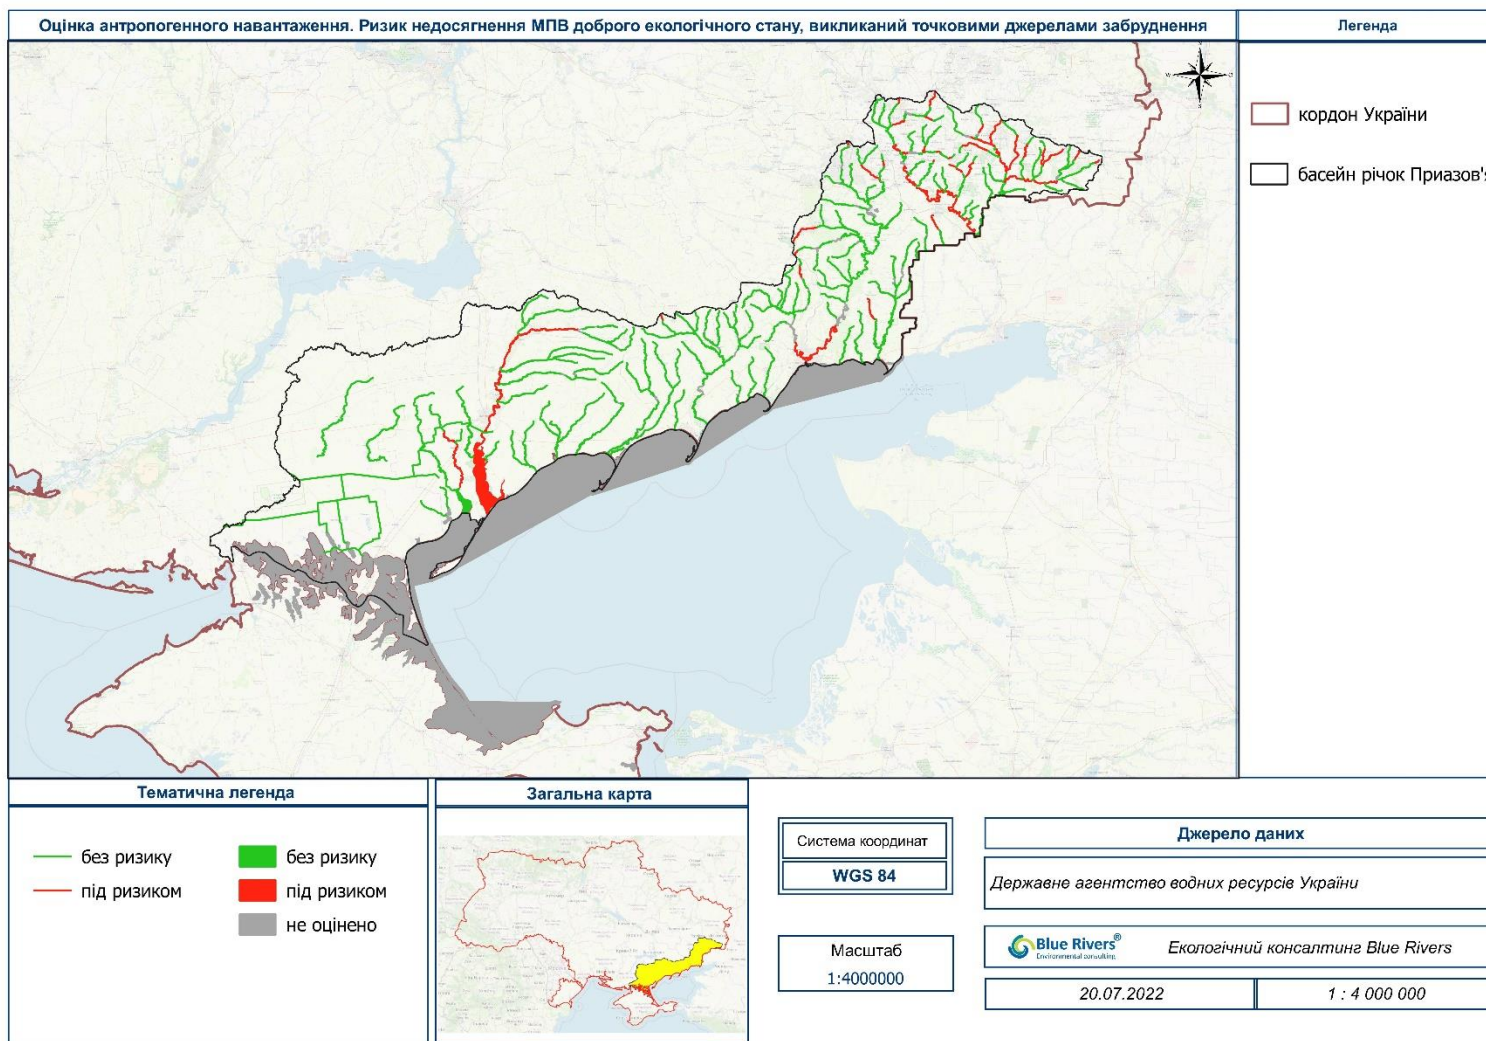 Оцінка антропогенного навантаження. Ризик недосягнення МПВ доброго екологічного стану, викликаний точковими джерелами забруднення
Легенда
кордон України
басейн річок Приазов'я
Тематична легенда
без ризику
під ризиком
без ризику
під ризиком
не оцінено
Загальна карта
Система координат
WGS 84
Масштаб
1:4000000
Джерело даних
Державне агентство водних ресурсів України
Blue Rivers®
Environmental consulting
Екологічний консалтинг Blue Rivers
20.07.2022
1 : 4 000 000